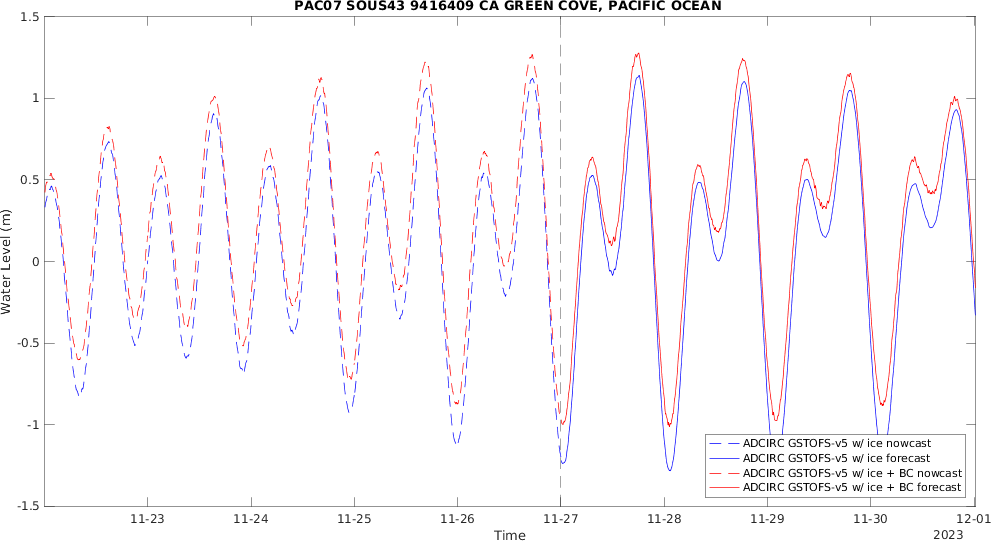 PAC07 SOUS43 9416409 CA GREEN COVE, PACIFIC OCEAN
1.5
1
0.5
0
-0.5
-1
-1.5
Water Level (m)
ADCIRC GSTOFS-v5 w/ ice nowcast
ADCIRC GSTOFS-v5 w/ ice forecast
ADCIRC GSTOFS-v5 w/ ice + BC nowcast
ADCIRC GSTOFS-v5 w/ ice + BC forecast
11-23 11-24 11-25 11-26 11-27 11-28 11-29 11-30 12-01
Time
2023